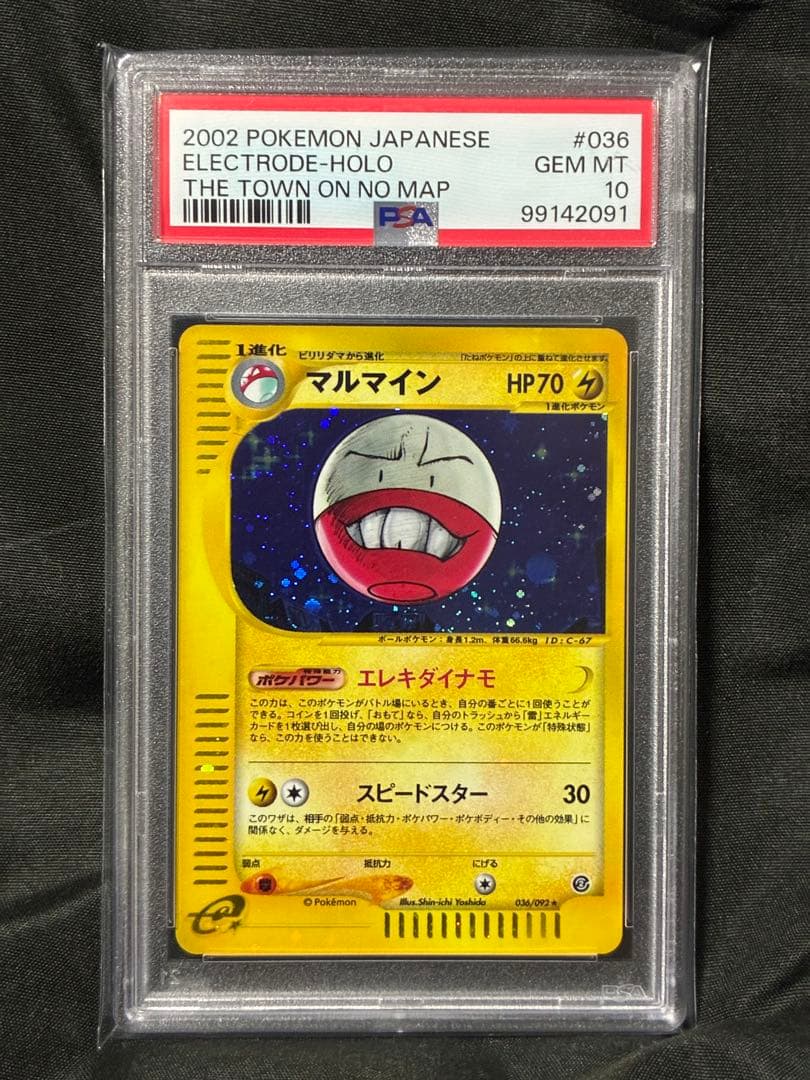 2002 POKEMON JAPANESE #036
ELECTRODE-HOLO GEM MT
THE TOWN ON NO MAP 10
PSA 99142091
1進化 ビリリダマから進化 「たねポケモン」の上に重ねて進化させます。
マルマイン HP70
1進化ポケモン
ボールポケモン：身長1.2m、体重66.6kg ID：C-67
特殊能力
ポケパワー エレキダイナモ
この力は、このポケモンがバトル場にいるとき、自分の番ごとに1回使うことが
できる。コインを1回投げ、「おもて」なら、自分のトラッシュから「雷」エネルギー
カードを1枚選び出し、自分の場のポケモンにつける。このポケモンが「特殊状態」
なら、この力を使うことはできない。
スピードスター 30
このワザは、相手の「弱点・抵抗力・ポケパワー・ポケボディー・その他の効果」に
関係なく、ダメージを与える。
弱点 抵抗力 にげる
e
©Pokémon Illus.Shin-ichi Yoshida 036/092★
PSA